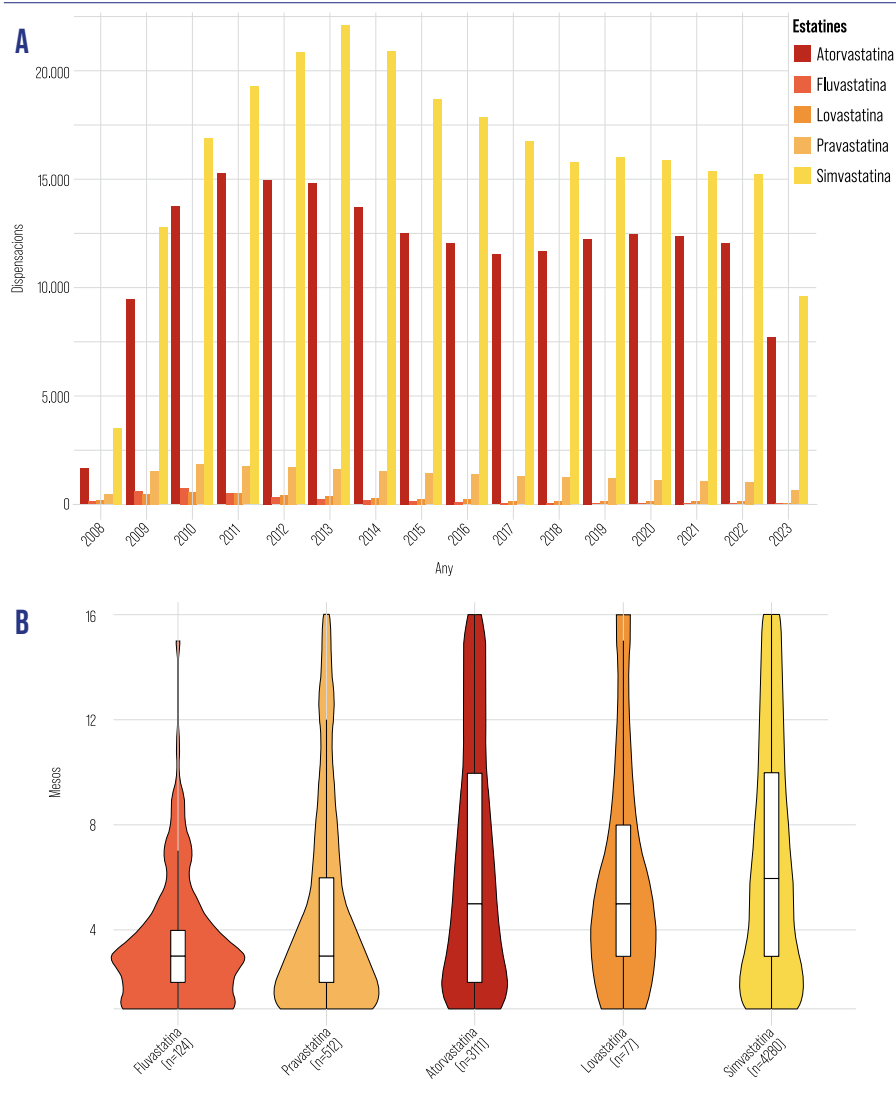 A
Estatines
Atorvastatina
Fluvastatina
Lovastatina
Pravastatina
Simvastatina
Dispensacions
20.000
15.000
10.000
5.000
0
2008
2009
2010
2011
2012
2013
2014
2015
2016
2017
2018
2019
2020
2021
2022
2023
Any
B
Mesos
16
12
8
4
Fluvastatina
(n=124)
Pravastatina
(n=512)
Atorvastatina
(n=3111)
Lovastatina
(n=77)
Simvastatina
(n=4280)